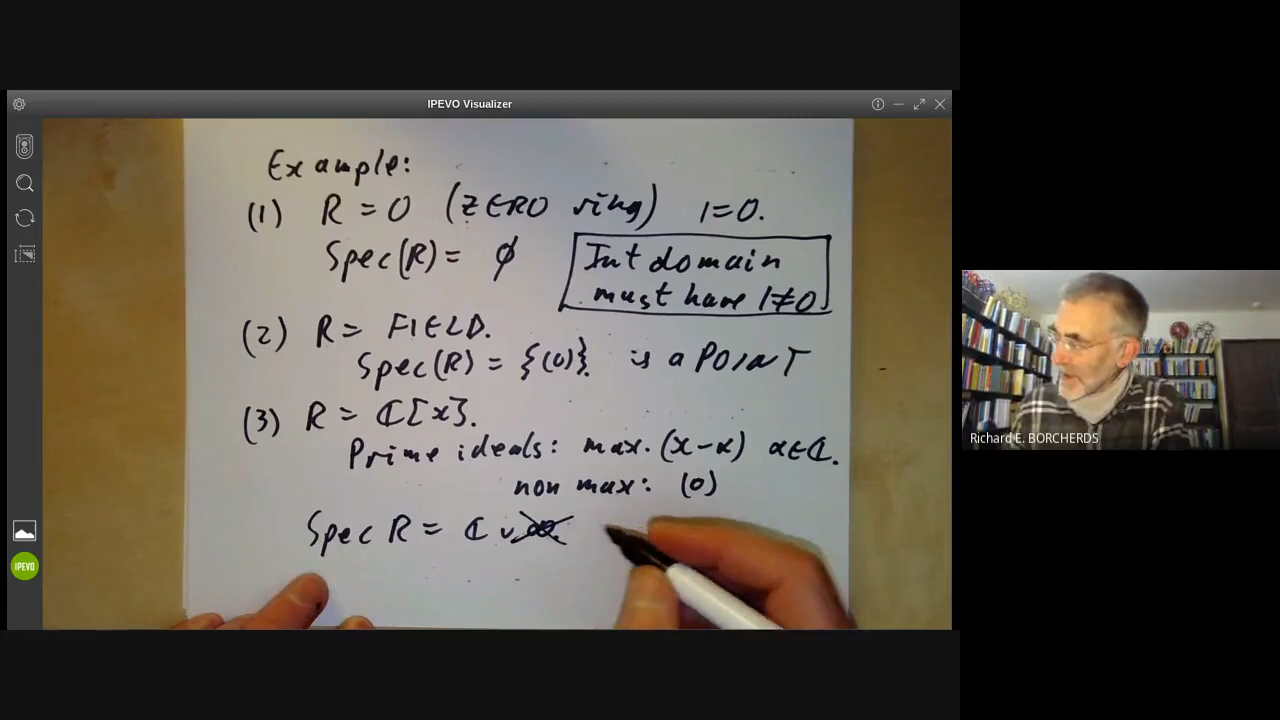 IPEVO Visualizer
Example:
(1) R = 0 (ZERO ring) 1=0.
Spec(R) = ∅
Int domain
must have 1≠0
(2) R = FIELD.
Spec(R) = {(0)}. is a POINT
(3) R = ℂ[x].
Prime ideals: max. (x-α) α∈ℂ.
non max: (0)
Spec R = ℂ ∪
IPEVO
Richard E. BORCHERDS